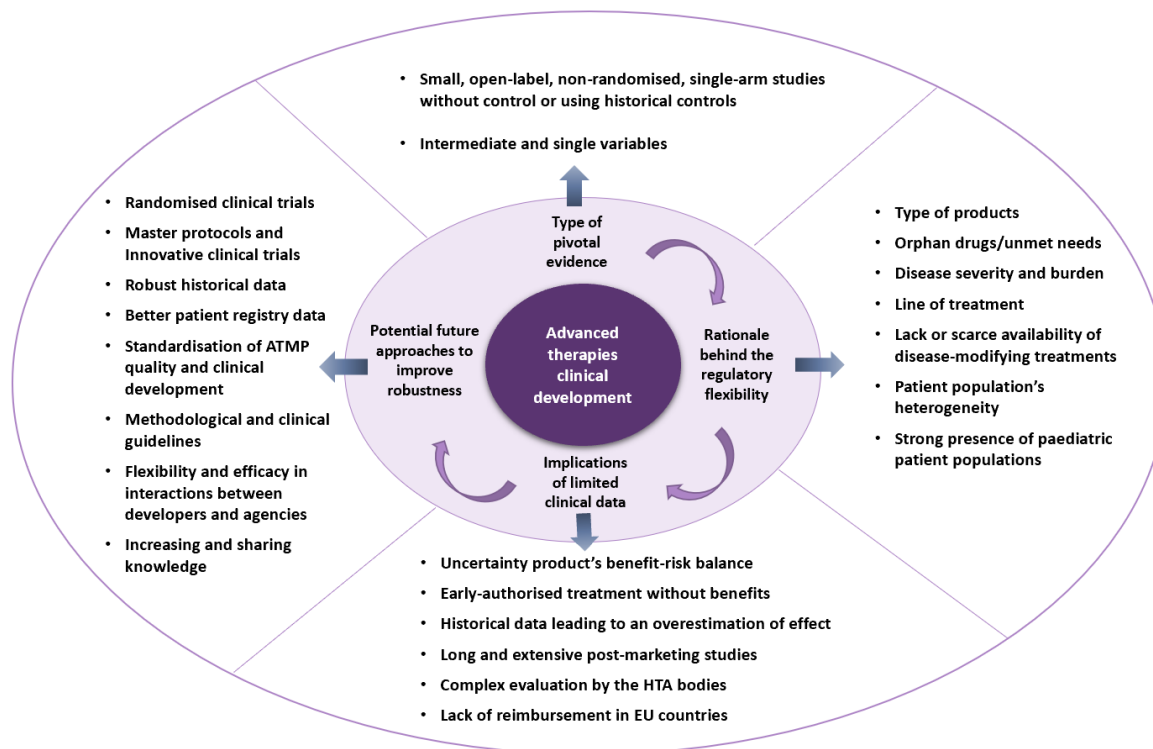 • Small, open-label, non-randomised, single-arm studies
without control or using historical controls
• Intermediate and single variables
• Randomised clinical trials
• Master protocols and
Innovative clinical trials
• Robust historical data
• Better patient registry data
• Standardisation of ATMP
quality and clinical
development
• Methodological and clinical
guidelines
• Flexibility and efficacy in
interactions between
developers and agencies
• Increasing and sharing
knowledge
Type of
pivotal
evidence
Potential future
approaches to
improve
robustness
Advanced
therapies
clinical
development
Rationale
behind the
regulatory
flexibility
Implications
of limited
clinical data
• Type of products
• Orphan drugs/unmet needs
• Disease severity and burden
• Line of treatment
• Lack or scarce availability of
disease-modifying treatments
• Patient population's
heterogeneity
• Strong presence of paediatric
patient populations
• Uncertainty product's benefit-risk balance
• Early-authorised treatment without benefits
• Historical data leading to an overestimation of effect
• Long and extensive post-marketing studies
• Complex evaluation by the HTA bodies
• Lack of reimbursement in EU countries